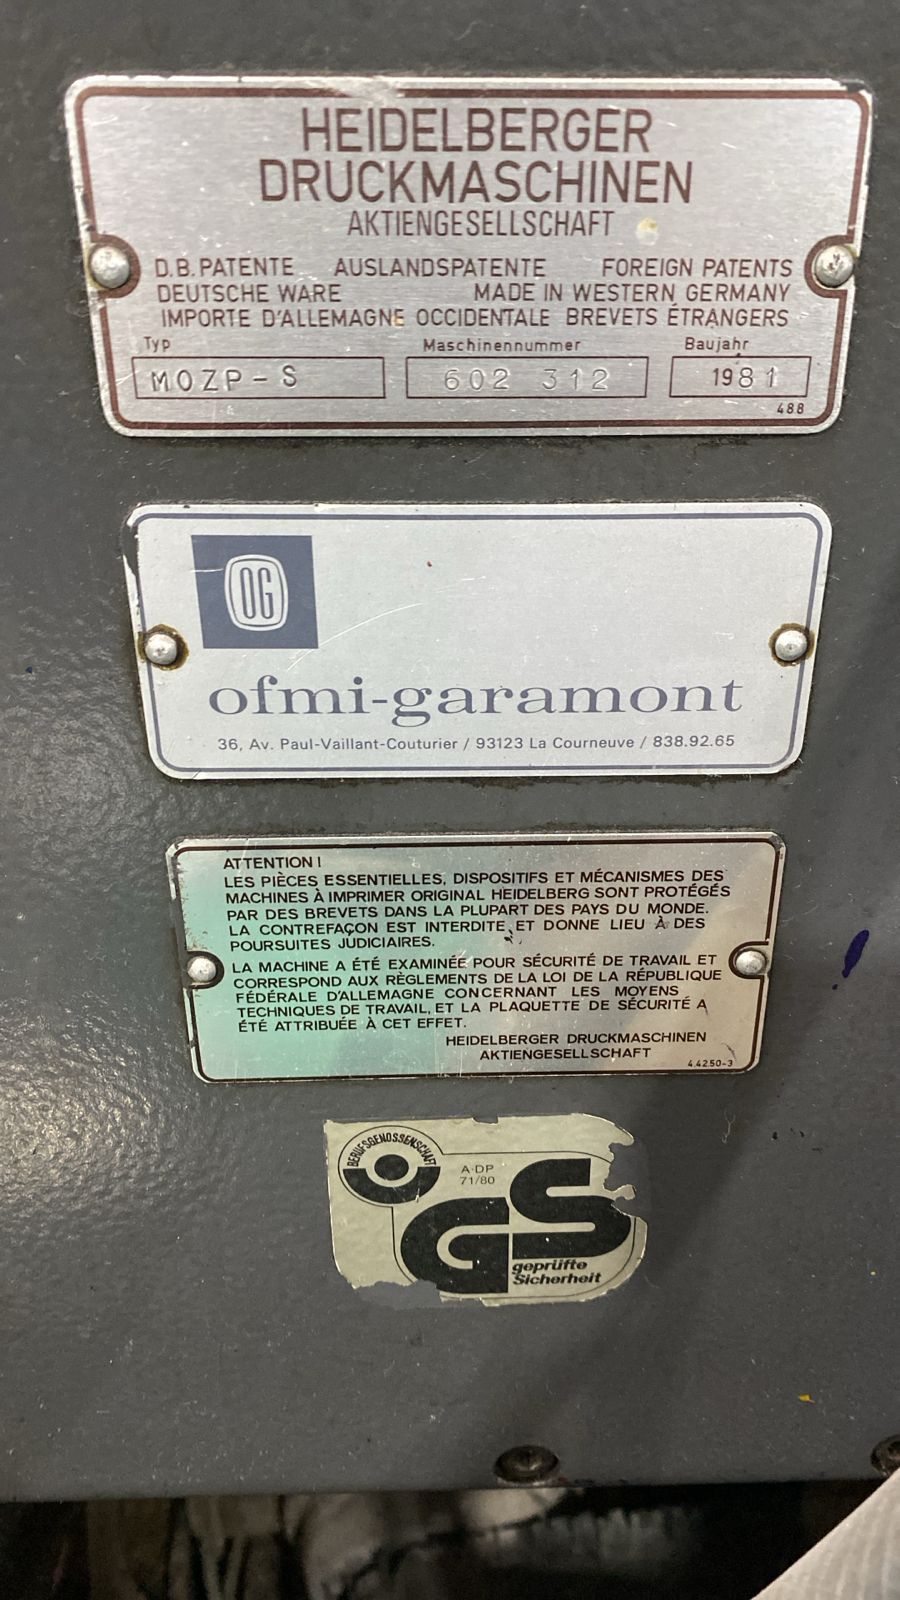 HEIDELBERGER
DRUCKMASCHINEN
AKTIENGESELLSCHAFT
D.B. PATENTE AUSLANDSPATENTE FOREIGN PATENTS
DEUTSCHE WARE MADE IN WESTERN GERMANY
IMPORTE D'ALLEMAGNE OCCIDENTALE BREVETS ÉTRANGERS
Typ Maschinennummer Baujahr
MOZP-S 602 312 1981
488
OG
ofmi-garamont
36, Av. Paul-Vaillant-Couturier / 93123 La Courneuve / 838.92.65
ATTENTION !
LES PIÈCES ESSENTIELLES, DISPOSITIFS ET MÉCANISMES DES
MACHINES À IMPRIMER ORIGINAL HEIDELBERG SONT PROTÉGÉS
PAR DES BREVETS DANS LA PLUPART DES PAYS DU MONDE.
LA CONTREFAÇON EST INTERDITE, ET DONNE LIEU À DES
POURSUITES JUDICIAIRES.
LA MACHINE A ÉTÉ EXAMINÉE POUR SÉCURITÉ DE TRAVAIL ET
CORRESPOND AUX RÈGLEMENTS DE LA LOI DE LA RÉPUBLIQUE
FÉDÉRALE D'ALLEMAGNE CONCERNANT LES MOYENS
TECHNIQUES DE TRAVAIL, ET LA PLAQUETTE DE SÉCURITÉ A
ÉTÉ ATTRIBUÉE À CET EFFET.
HEIDELBERGER DRUCKMASCHINEN
AKTIENGESELLSCHAFT
4.4250-3
BERUFSGENOSSENSCHAFT
A-DP
71/80
GS
geprüfte
Sicherheit